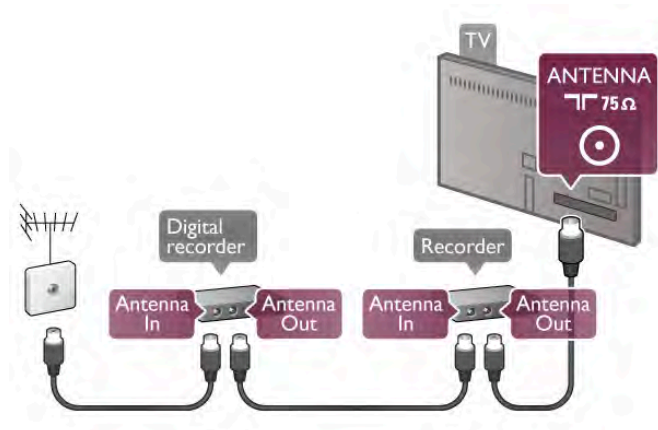 TV
ANTENNA
75Ω
Digital
recorder
Recorder
Antenna
In
Antenna
Out
Antenna
In
Antenna
Out